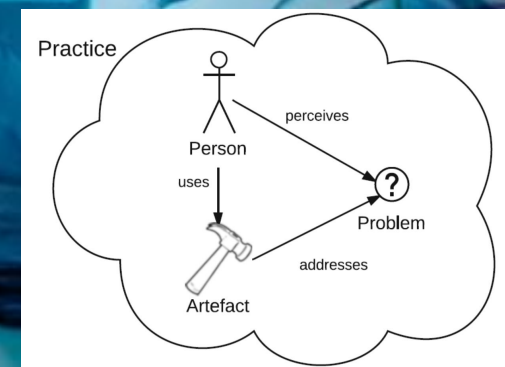 Practice
perceives
Person
uses
?
Problem
addresses
Artefact